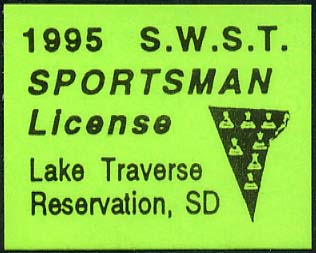 1995 S.W.S.T.
SPORTSMAN
License
Lake Traverse
Reservation, SD